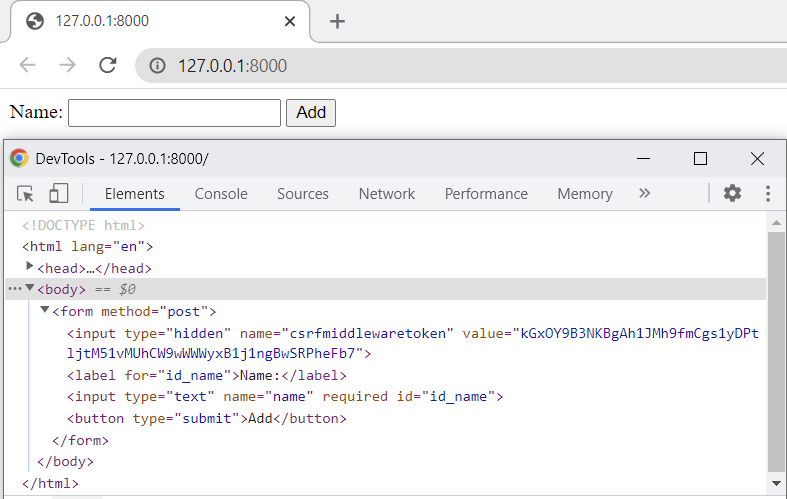 127.0.0.1:8000
127.0.0.1:8000
Name: Add
DevTools - 127.0.0.1:8000/
Elements Console Sources Network Performance Memory »
<!DOCTYPE html>
<html lang="en">
<head>…</head>
<body> == $0
<form method="post">
<input type="hidden" name="csrfmiddlewaretoken" value="kGxOY9B3NKBgAh1JMh9fmCgs1yDPt
ljtM51vMUhCW9wWWWyxB1j1ngBwSRPheFb7">
<label for="id_name">Name:</label>
<input type="text" name="name" required id="id_name">
<button type="submit">Add</button>
</form>
</body>
</html>